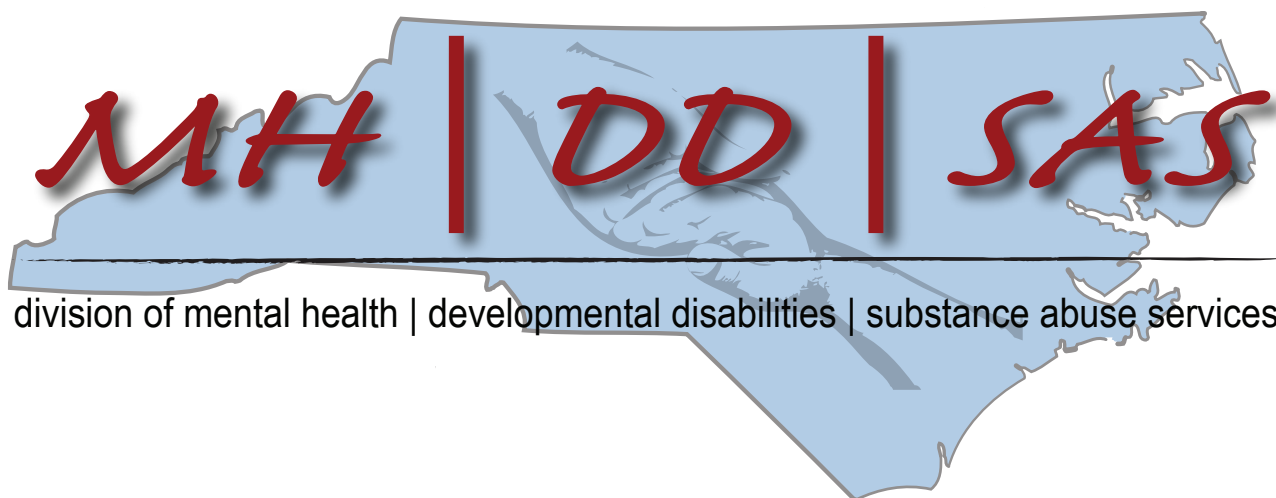 MH | DD | SAS
division of mental health | developmental disabilities | substance abuse services